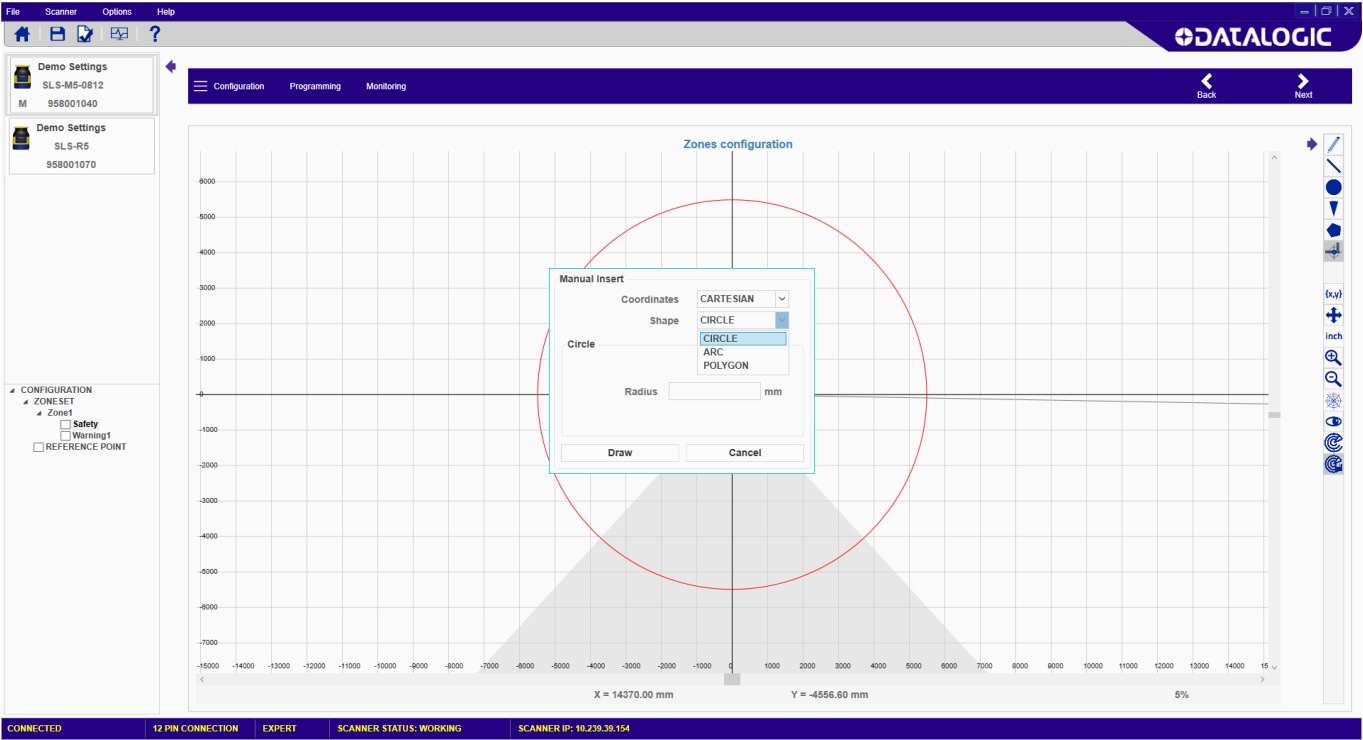 File Scanner Options Help
DATALOGIC
Demo Settings
SLS-M5-0812
M 958001040
Demo Settings
SLS-R5
958001070
Configuration Programming Monitoring
Back Next
Zones configuration
6000
5000
4000
3000
2000
1000
0
-1000
-2000
-3000
-4000
-5000
-6000
-7000
-15000 -14000 -13000 -12000 -11000 -10000 -9000 -8000 -7000 -6000 -5000 -4000 -3000 -2000 -1000 0 1000 2000 3000 4000 5000 6000 7000 8000 9000 10000 11000 12000 13000 14000 15
Manual Insert
Coordinates CARTESIAN
Shape CIRCLE
CIRCLE
ARC
POLYGON
Circle
Radius mm
Draw Cancel
{x,y}
inch
CONFIGURATION
ZONESET
Zone1
Safety
Warning1
REFERENCE POINT
X = 14370.00 mm Y = -4556.60 mm 5%
CONNECTED 12 PIN CONNECTION EXPERT SCANNER STATUS: WORKING SCANNER IP: 10.239.39.154